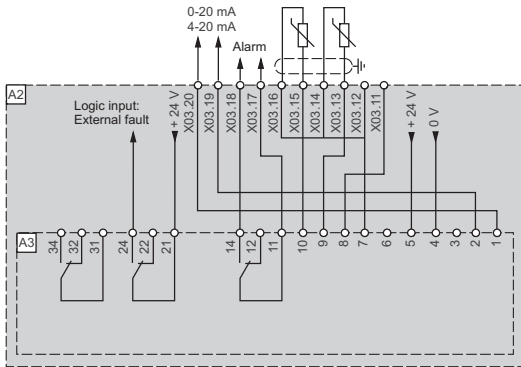 0-20 mA
4-20 mA
Alarm
A2
Logic input:
External fault
+ 24 V
X03.20
X03.19
X03.18
X03.17
X03.16
X03.15
X03.14
X03.13
X03.12
X03.11
+ 24 V
0 V
A3
34
32
31
24
22
21
14
12
11
10
9
8
7
6
5
4
3
2
1